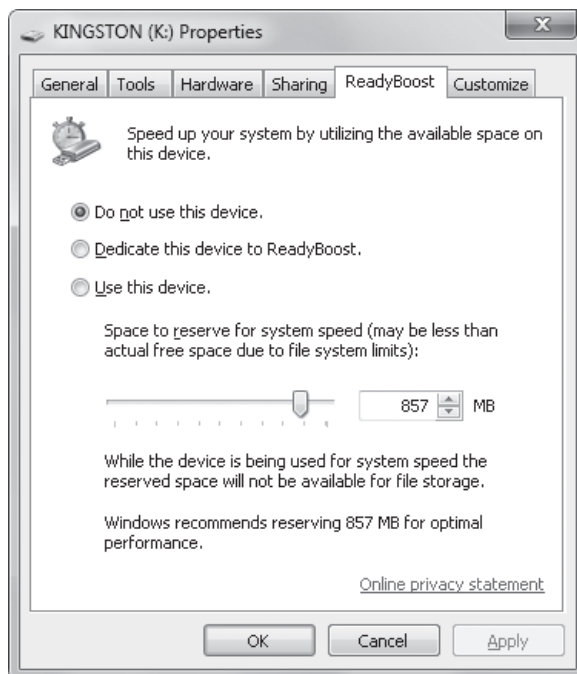 KINGSTON (K:) Properties
General Tools Hardware Sharing ReadyBoost Customize
Speed up your system by utilizing the available space on
this device.
Do not use this device.
Dedicate this device to ReadyBoost.
Use this device.
Space to reserve for system speed (may be less than
actual free space due to file system limits):
857 MB
While the device is being used for system speed the
reserved space will not be available for file storage.
Windows recommends reserving 857 MB for optimal
performance.
Online privacy statement
OK Cancel Apply